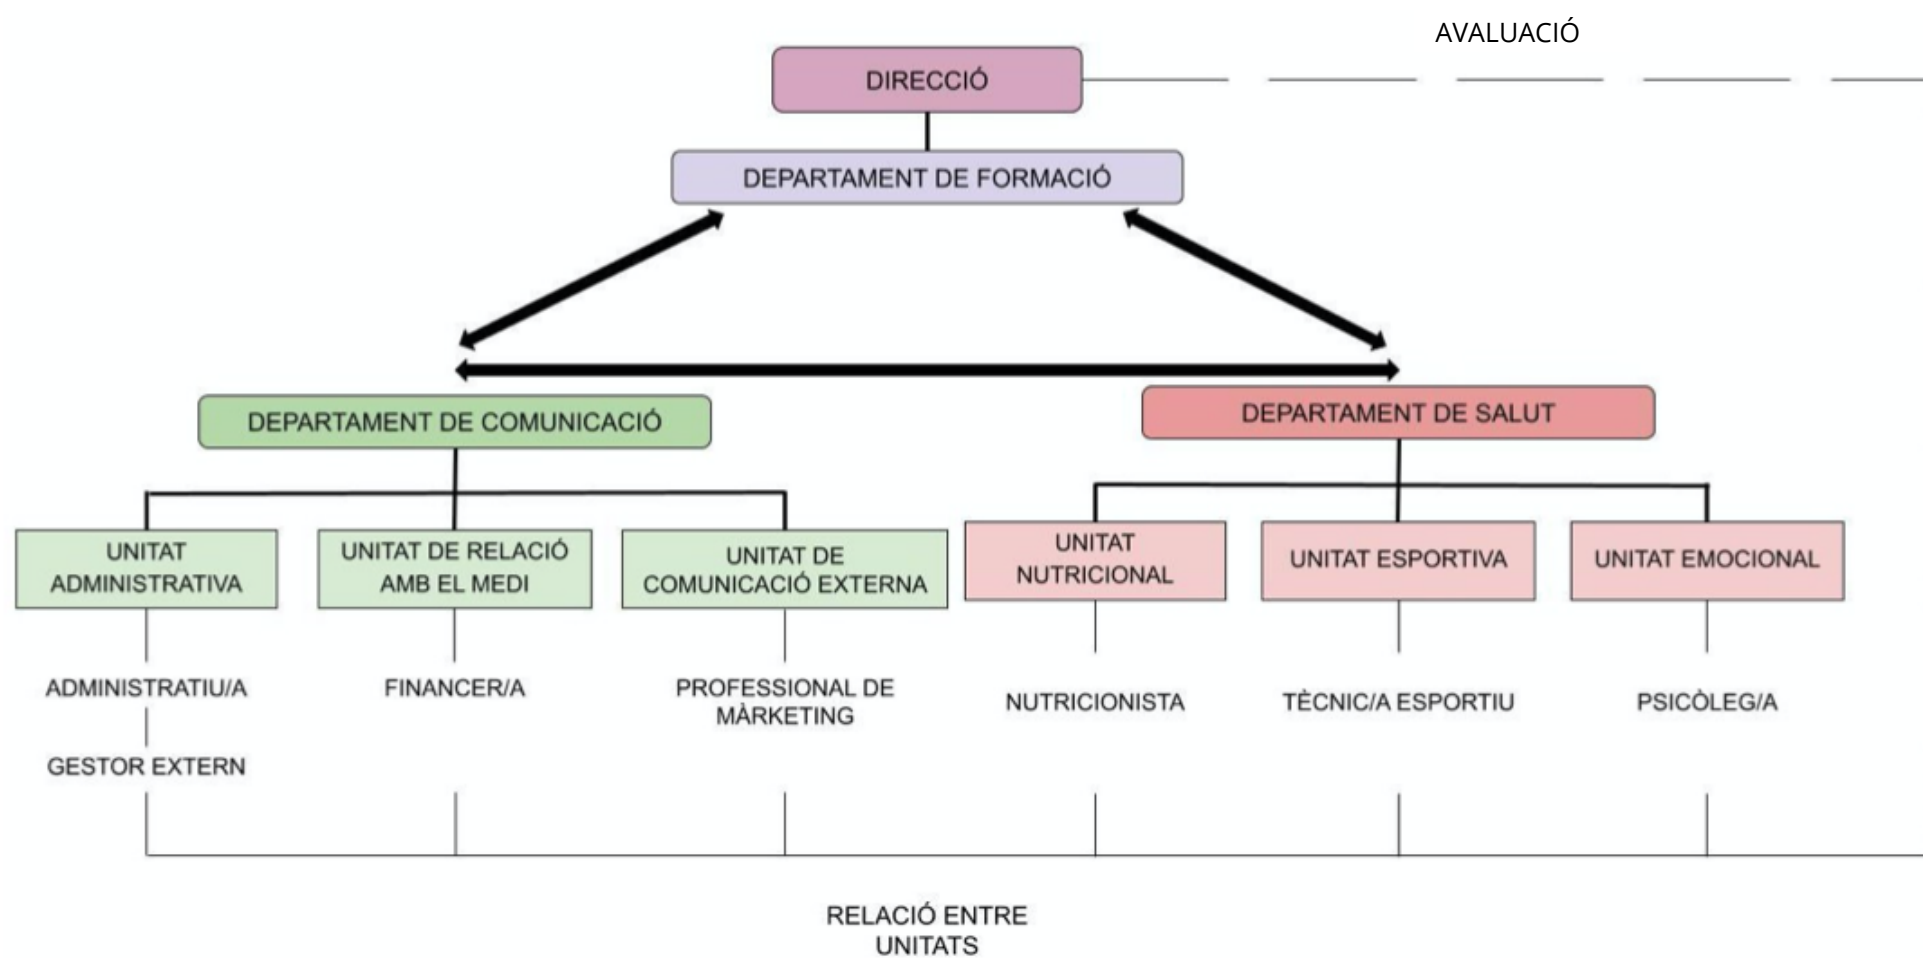 AVALUACIÓ
DIRECCIÓ
DEPARTAMENT DE FORMACIÓ
DEPARTAMENT DE COMUNICACIÓ
DEPARTAMENT DE SALUT
UNITAT
ADMINISTRATIVA
UNITAT DE RELACIÓ
AMB EL MEDI
UNITAT DE
COMUNICACIÓ EXTERNA
UNITAT
NUTRICIONAL
UNITAT ESPORTIVA
UNITAT EMOCIONAL
ADMINISTRATIU/A
FINANCER/A
PROFESSIONAL DE
MÀRKETING
NUTRICIONISTA
TÈCNIC/A ESPORTIU
PSICÒLEG/A
GESTOR EXTERN
RELACIÓ ENTRE
UNITATS